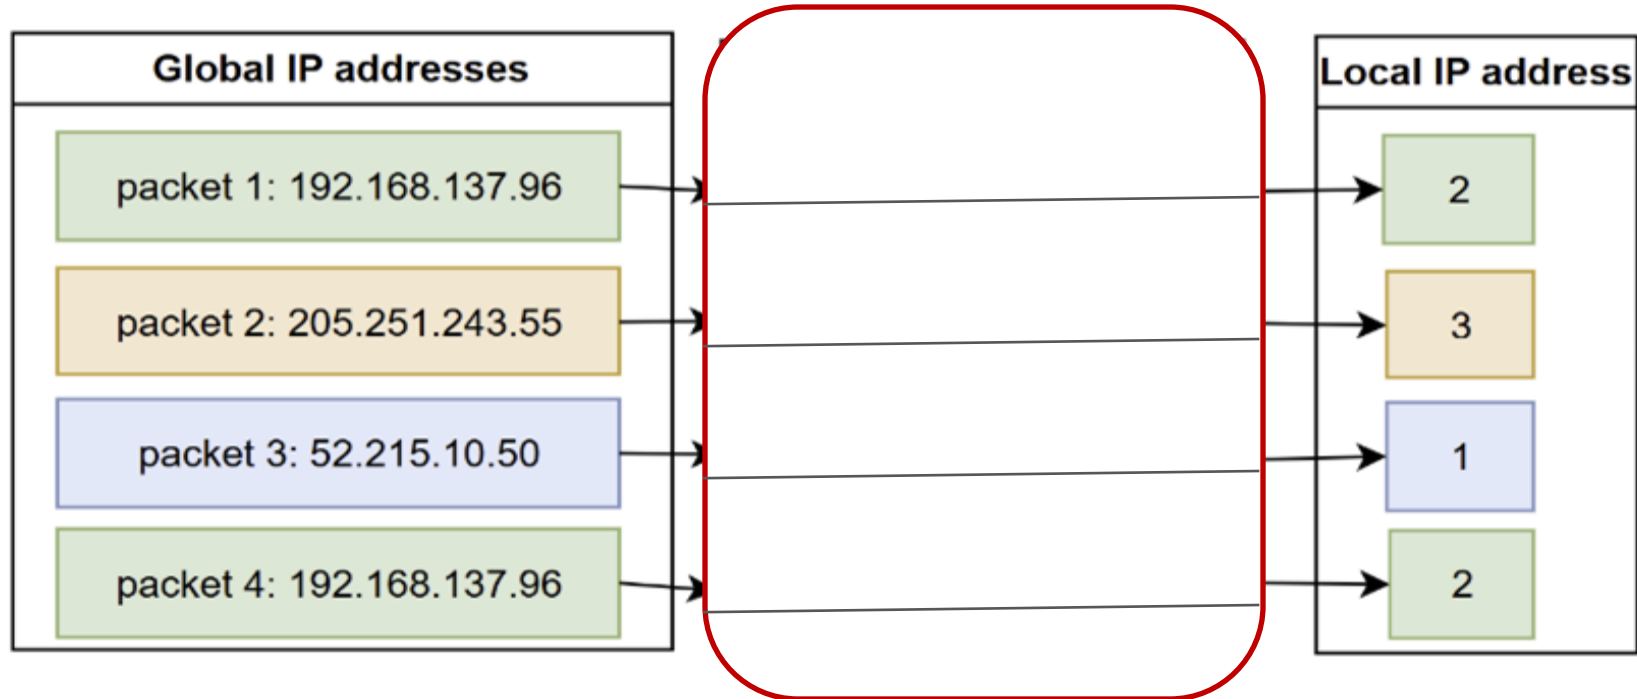 Global IP addresses
packet 1: 192.168.137.96
packet 2: 205.251.243.55
packet 3: 52.215.10.50
packet 4: 192.168.137.96
Local IP address
2
3
1
2